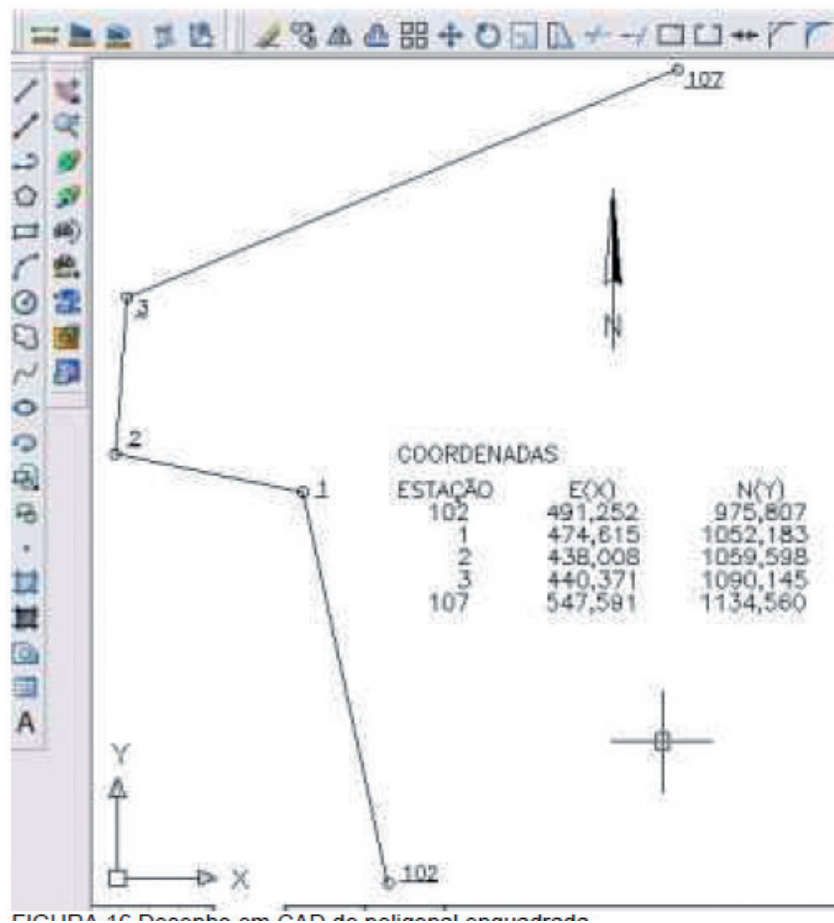 107
N
3
2
1
COORDENADAS
ESTAÇÃO E(X) N(Y)
102 491,252 975,807
1 474,615 1052,183
2 438,008 1059,598
3 440,371 1090,145
107 547,591 1134,560
A
Y
X
102
FIGURA 16 Desenho em CAD de poligonal enquadrada